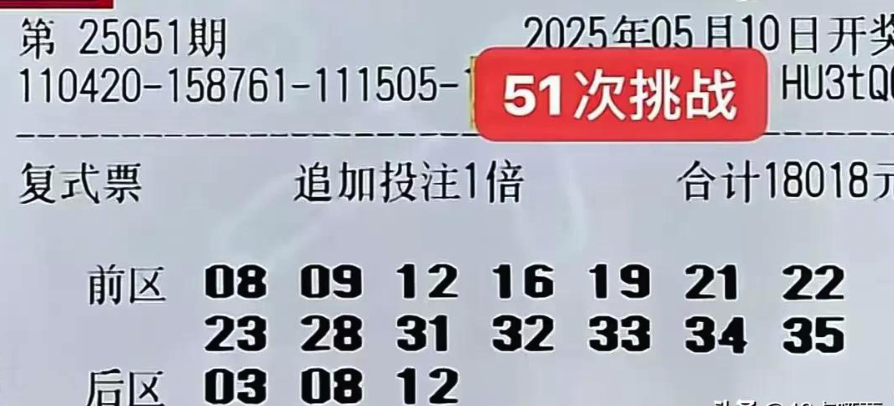 第 25051期 2025年05月10日开奖
110420-158761-111505- HU3tQ
51次挑战
复式票 追加投注1倍 合计18018元
前区 08 09 12 16 19 21 22
23 28 31 32 33 34 35
后区 03 08 12